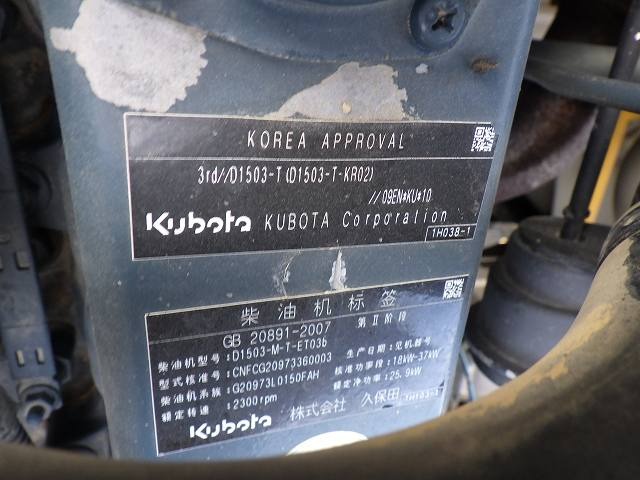 KOREA APPROVAL
3rd//D1503-T(D1503-T-KR02)
//09EN*KU*10
Kubota KUBOTA Corporation
1H038-1
柴油机标签
GB 20891-2007 第II阶段
柴油机型号: D1503-M-T-ET03b 生产日期: 见机器号
型式核准号: CNFCG20973360003 核准功率段: 18kW-37kW
柴油机系族: G20973L0150FAH 额定净功率: 25.9kW
额定转速: 2300rpm
Kubota 株式会社 久保田
1H103-1